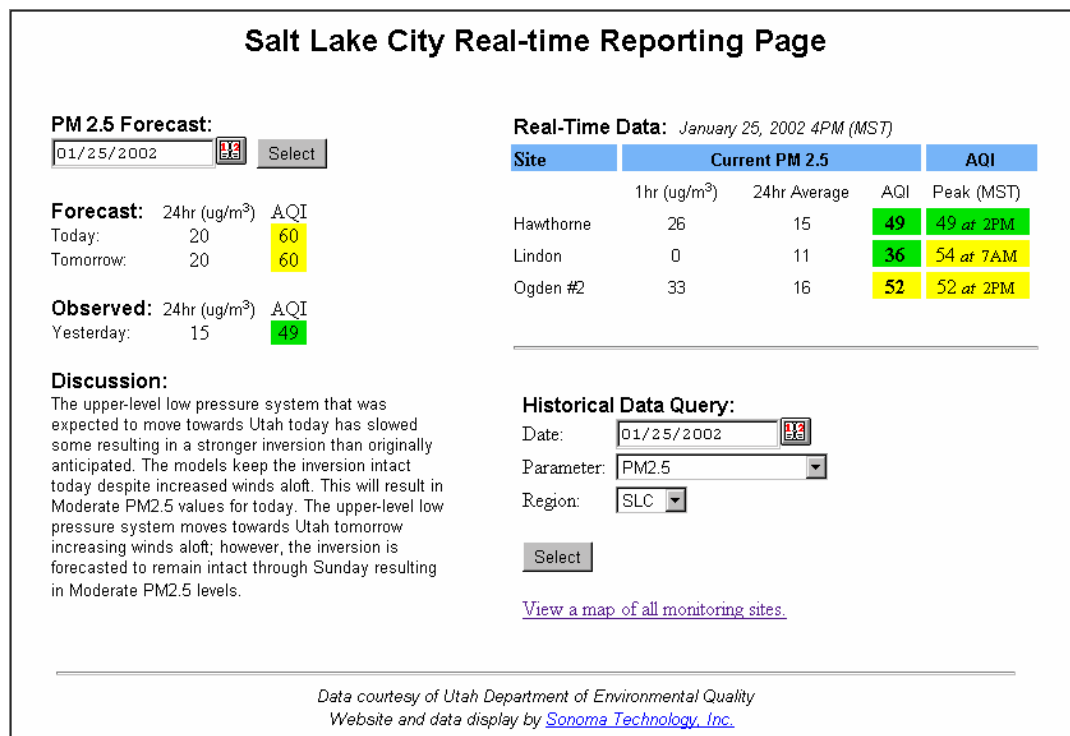 Salt Lake City Real-time Reporting Page
PM 2.5 Forecast:
01/25/2002
Select
Forecast: 24hr (ug/m³) AQI
Today: 20 60
Tomorrow: 20 60
Observed: 24hr (ug/m³) AQI
Yesterday: 15 49
Discussion:
The upper-level low pressure system that was
expected to move towards Utah today has slowed
some resulting in a stronger inversion than originally
anticipated. The models keep the inversion intact
today despite increased winds aloft. This will result in
Moderate PM2.5 values for today. The upper-level low
pressure system moves towards Utah tomorrow
increasing winds aloft; however, the inversion is
forecasted to remain intact through Sunday resulting
in Moderate PM2.5 levels.
Real-Time Data: January 25, 2002 4PM (MST)
Site Current PM 2.5 AQI
1hr (ug/m³) 24hr Average AQI Peak (MST)
Hawthorne 26 15 49 49 at 2PM
Lindon 0 11 36 54 at 7AM
Ogden #2 33 16 52 52 at 2PM
Historical Data Query:
Date: 01/25/2002
Parameter: PM2.5
Region: SLC
Select
View a map of all monitoring sites.
Data courtesy of Utah Department of Environmental Quality
Website and data display by Sonoma Technology, Inc.